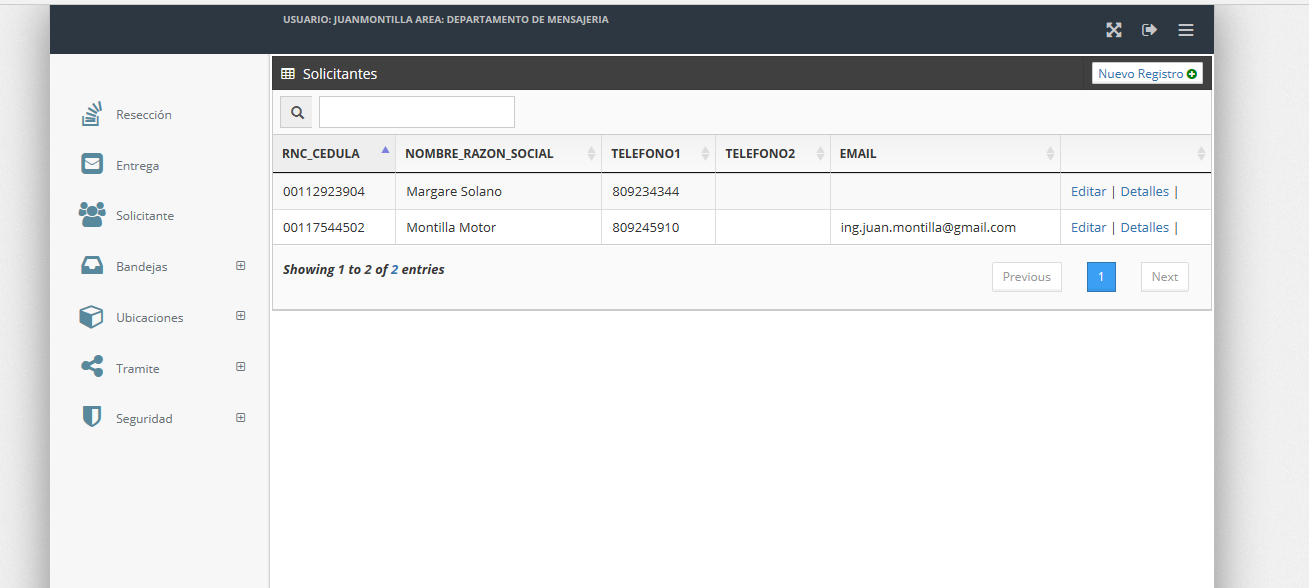 USUARIO: JUANMONTILLA AREA: DEPARTAMENTO DE MENSAJERIA
Solicitantes
Nuevo Registro
Resección
Entrega
Solicitante
Bandejas
Ubicaciones
Tramite
Seguridad
RNC_CEDULA NOMBRE_RAZON_SOCIAL TELEFONO1 TELEFONO2 EMAIL
00112923904 Margare Solano 809234344 Editar | Detalles |
00117544502 Montilla Motor 809245910 ing.juan.montilla@gmail.com Editar | Detalles |
Showing 1 to 2 of 2 entries
Previous 1 Next